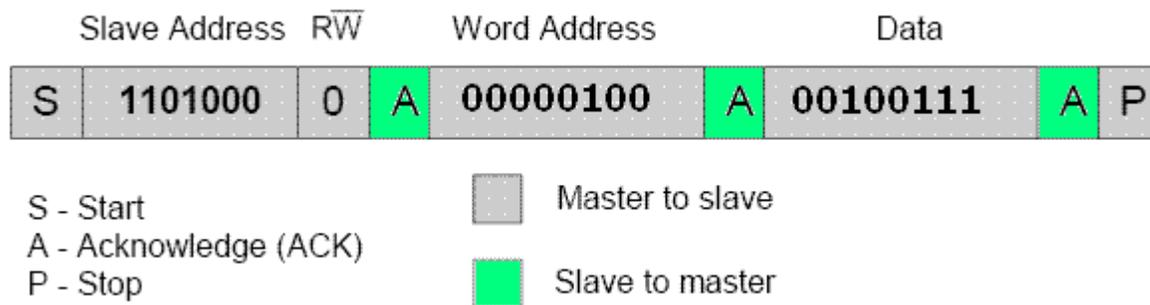 Slave Address RW̅ Word Address Data
S 1101000 0 A 00000100 A 00100111 A P
S - Start
A - Acknowledge (ACK)
P - Stop
Master to slave
Slave to master